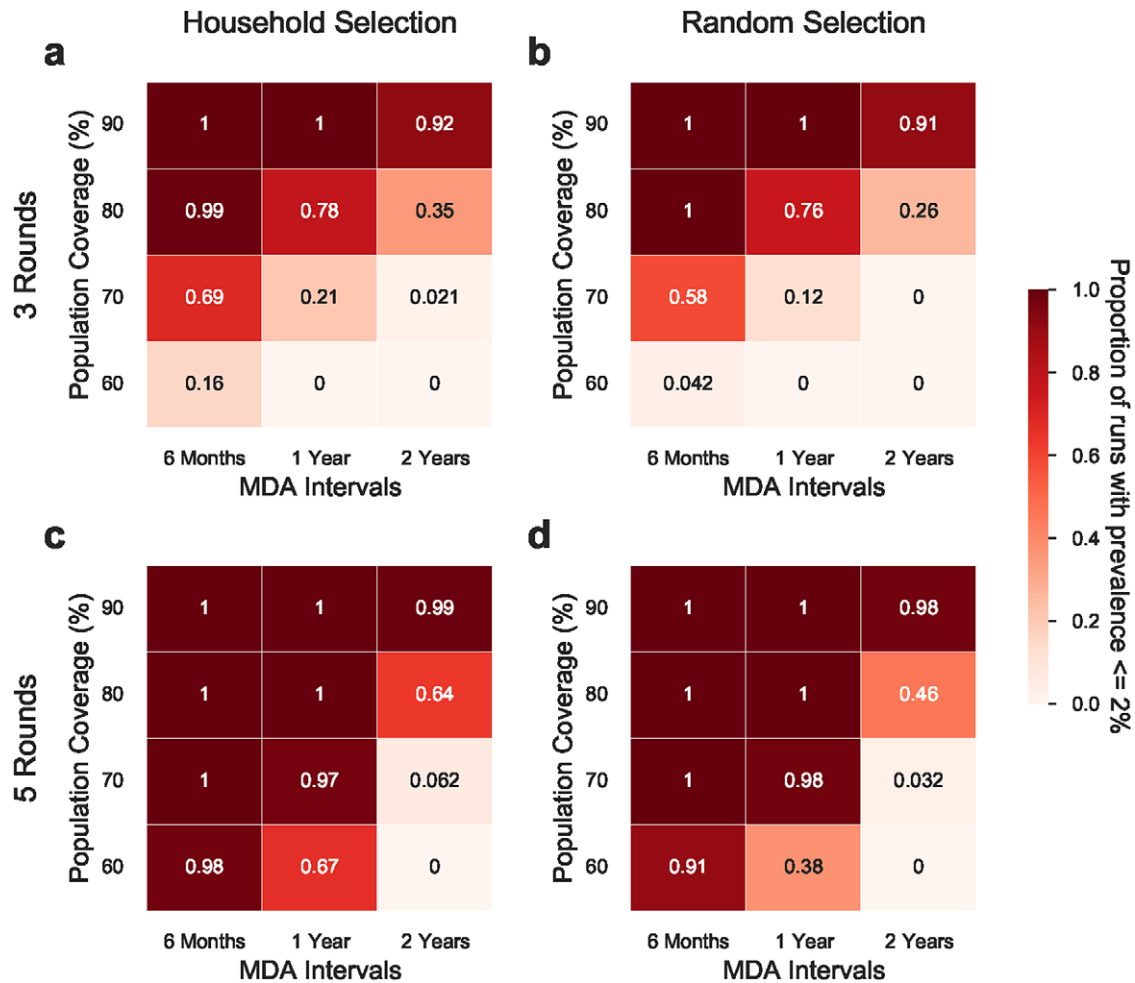 Household Selection
Random Selection
a
b
3 Rounds
Population Coverage (%)
90
1 1 0.92
80
0.99 0.78 0.35
70
0.69 0.21 0.021
60
0.16 0 0
6 Months 1 Year 2 Years
MDA Intervals
Population Coverage (%)
90
1 1 0.91
80
1 0.76 0.26
70
0.58 0.12 0
60
0.042 0 0
6 Months 1 Year 2 Years
MDA Intervals
c
d
5 Rounds
Population Coverage (%)
90
1 1 0.99
80
1 1 0.64
70
1 0.97 0.062
60
0.98 0.67 0
6 Months 1 Year 2 Years
MDA Intervals
Population Coverage (%)
90
1 1 0.98
80
1 1 0.46
70
1 0.98 0.032
60
0.91 0.38 0
6 Months 1 Year 2 Years
MDA Intervals
1.0
0.8
0.6
0.4
0.2
0.0
Proportion of runs with prevalence <= 2%